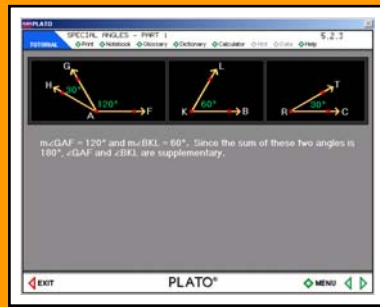 PLATO
SPECIAL ANGLES - PART 1
5.2.3
TUTORIAL Print Notebook Glossary Dictionary Calculator Hint Data Help
G
H
30°
120°
A
F
L
60°
K
B
T
30°
R
C
m∠GAF = 120° and m∠BKL = 60°. Since the sum of these two angles is
180°, ∠GAF and ∠BKL are supplementary.
EXIT
PLATO®
MENU